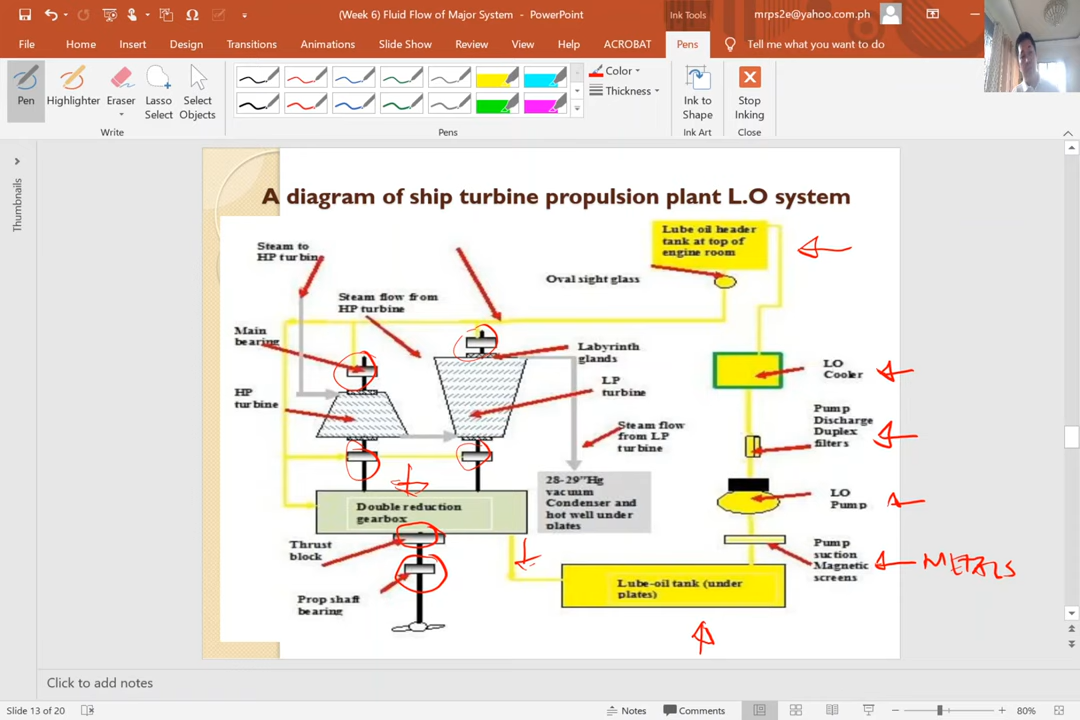 (Week 6) Fluid Flow of Major System - PowerPoint
Ink Tools
mrps2e@yahoo.com.ph
File
Home
Insert
Design
Transitions
Animations
Slide Show
Review
View
Help
ACROBAT
Pens
Tell me what you want to do
Pen
Highlighter
Eraser
Lasso
Select
Select
Objects
Color
Thickness
Ink to
Shape
Stop
Inking
Write
Pens
Ink Art
Close
Thumbnails
A diagram of ship turbine propulsion plant L.O system
Steam to
HP turbine
Lube oil header
tank at top of
engine room
Oval sight glass
Steam flow from
HP turbine
Main
bearing
Labyrinth
glands
LO
Cooler
HP
turbine
LP
turbine
Pump
Discharge
Duplex
filters
Steam flow
from LP
turbine
28-29"Hg
vacuum
Condenser and
hot well under
plates
LO
Pump
Double reduction
gearbox
Thrust
block
Pump
suction
Magnetic
screens
METALS
Lube-oil tank (under
plates)
Prop shaft
bearing
Click to add notes
Slide 13 of 20
Notes
Comments
80%